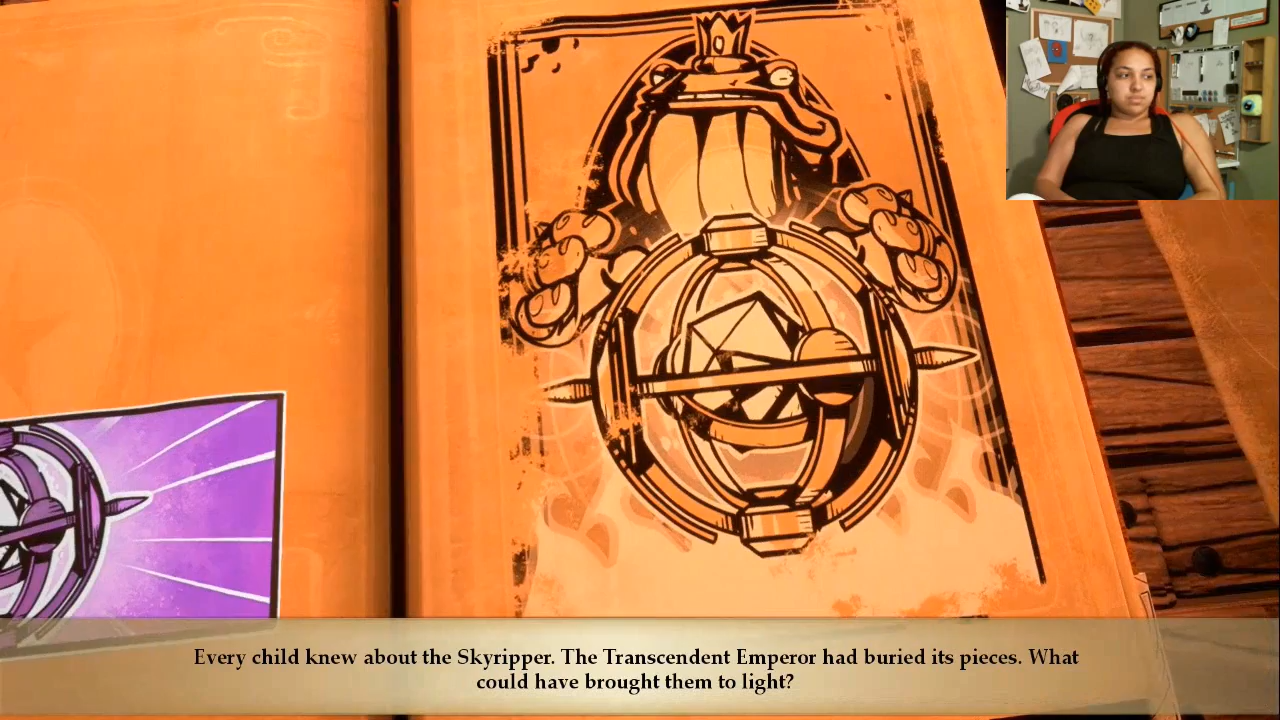 Every child knew about the Skyripper. The Transcendent Emperor had buried its pieces. What
could have brought them to light?